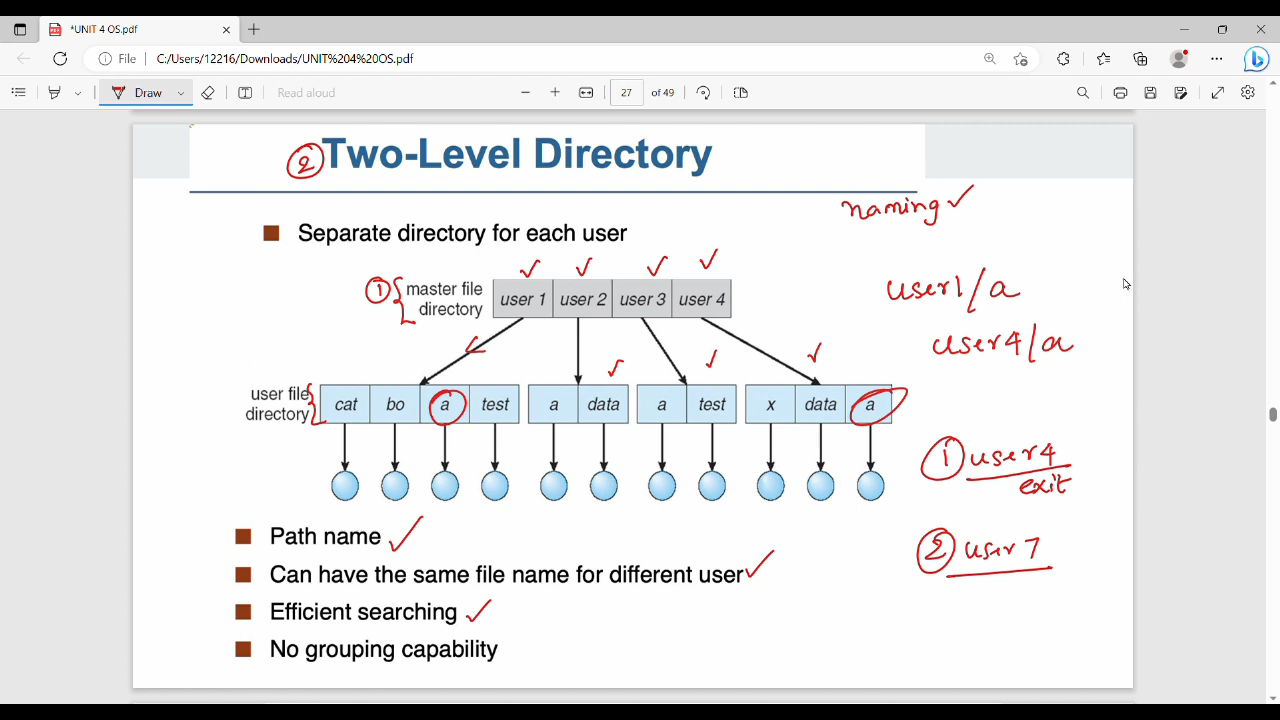 *UNIT 4 OS.pdf
File C:/Users/12216/Downloads/UNIT%204%20OS.pdf
Draw Read aloud 27 of 49
2 Two-Level Directory
naming ✓
■ Separate directory for each user
1 { master file directory
user 1 user 2 user 3 user 4
user1/a
user4/a
user file directory
cat bo a test a data a test x data a
1 user4
exit
2 user 7
■ Path name ✓
■ Can have the same file name for different user ✓
■ Efficient searching ✓
■ No grouping capability